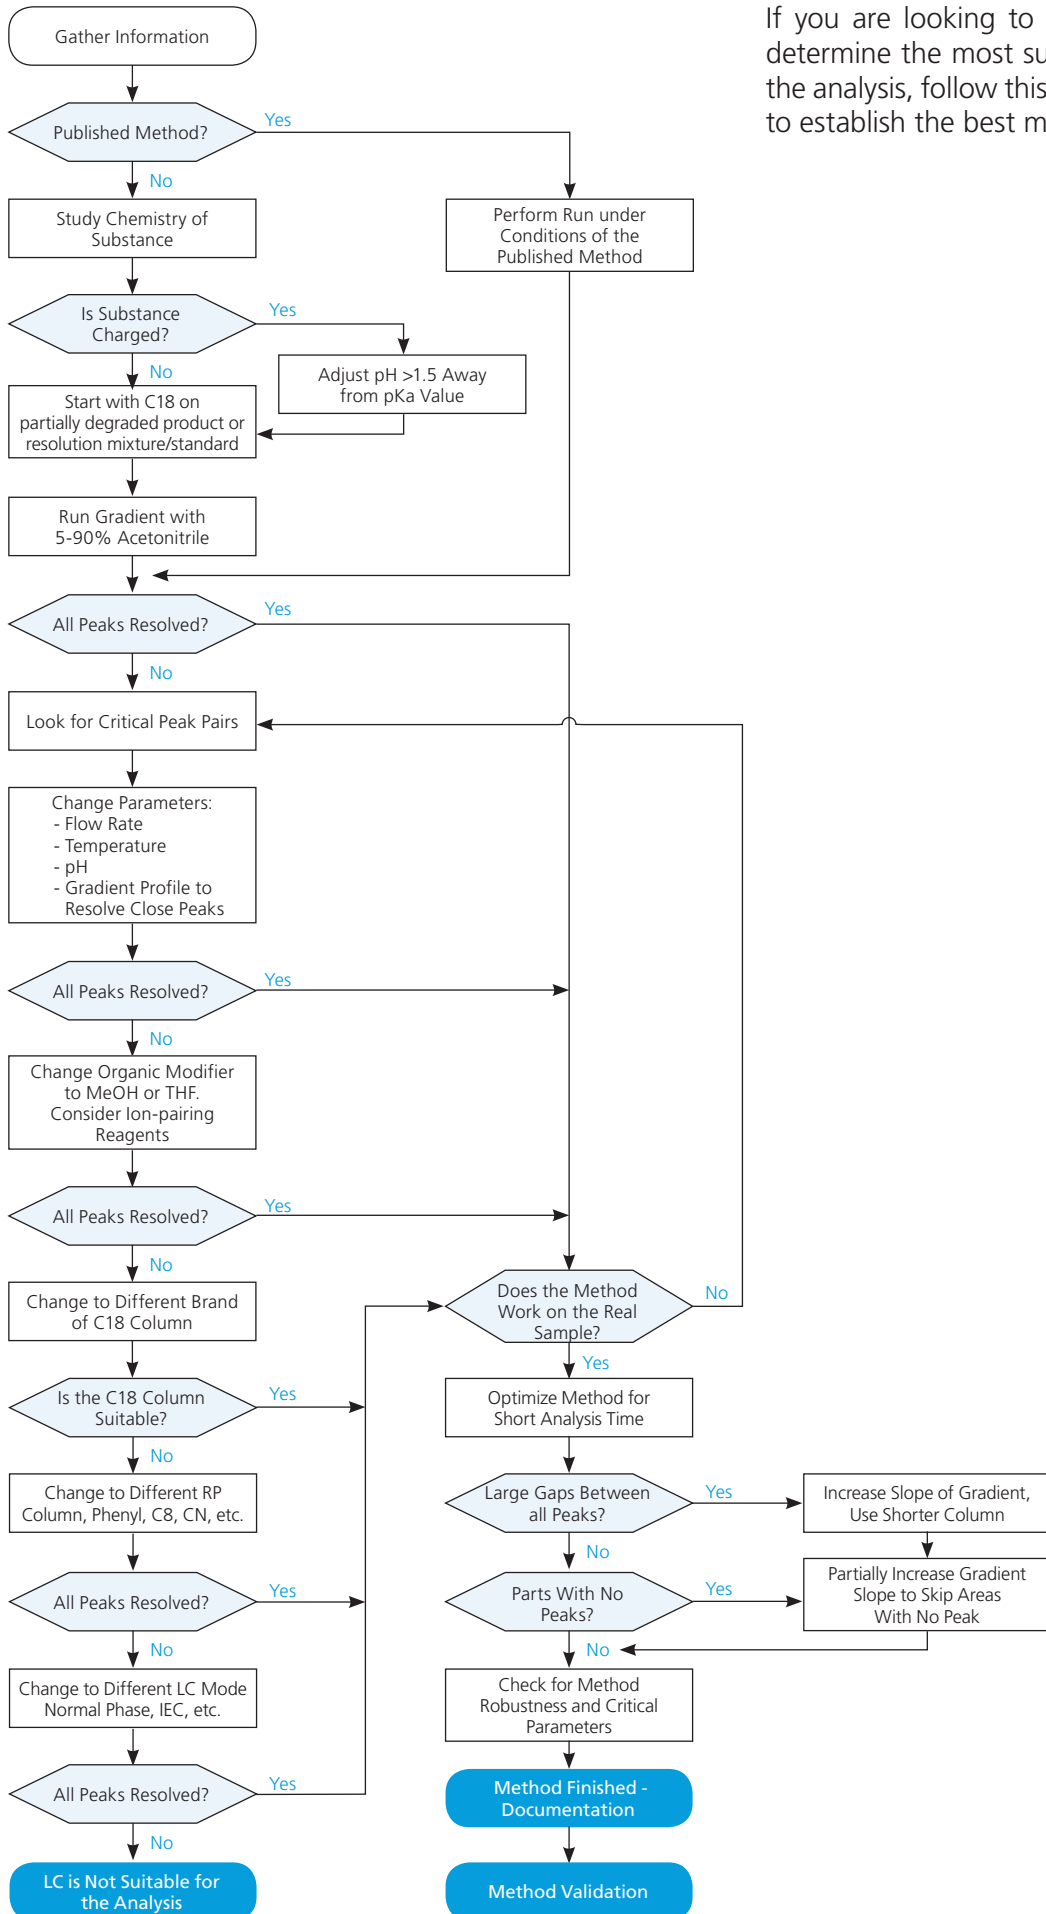 If you are looking to
determine the most su
the analysis, follow this
to establish the best m
Gather Information
Published Method?
Yes
No
Study Chemistry of
Substance
Perform Run under
Conditions of the
Published Method
Is Substance
Charged?
Yes
No
Adjust pH >1.5 Away
from pKa Value
Start with C18 on
partially degraded product or
resolution mixture/standard
Run Gradient with
5-90% Acetonitrile
All Peaks Resolved?
Yes
No
Look for Critical Peak Pairs
Change Parameters:
- Flow Rate
- Temperature
- pH
- Gradient Profile to
Resolve Close Peaks
All Peaks Resolved?
Yes
No
Change Organic Modifier
to MeOH or THF.
Consider Ion-pairing
Reagents
All Peaks Resolved?
Yes
No
Change to Different Brand
of C18 Column
Is the C18 Column
Suitable?
Yes
No
Change to Different RP
Column, Phenyl, C8, CN, etc.
All Peaks Resolved?
Yes
No
Change to Different LC Mode
Normal Phase, IEC, etc.
All Peaks Resolved?
Yes
No
LC is Not Suitable for
the Analysis
Does the Method
Work on the Real
Sample?
No
Yes
Optimize Method for
Short Analysis Time
Large Gaps Between
all Peaks?
Yes
No
Increase Slope of Gradient,
Use Shorter Column
Parts With No
Peaks?
Yes
No
Partially Increase Gradient
Slope to Skip Areas
With No Peak
Check for Method
Robustness and Critical
Parameters
Method Finished -
Documentation
Method Validation